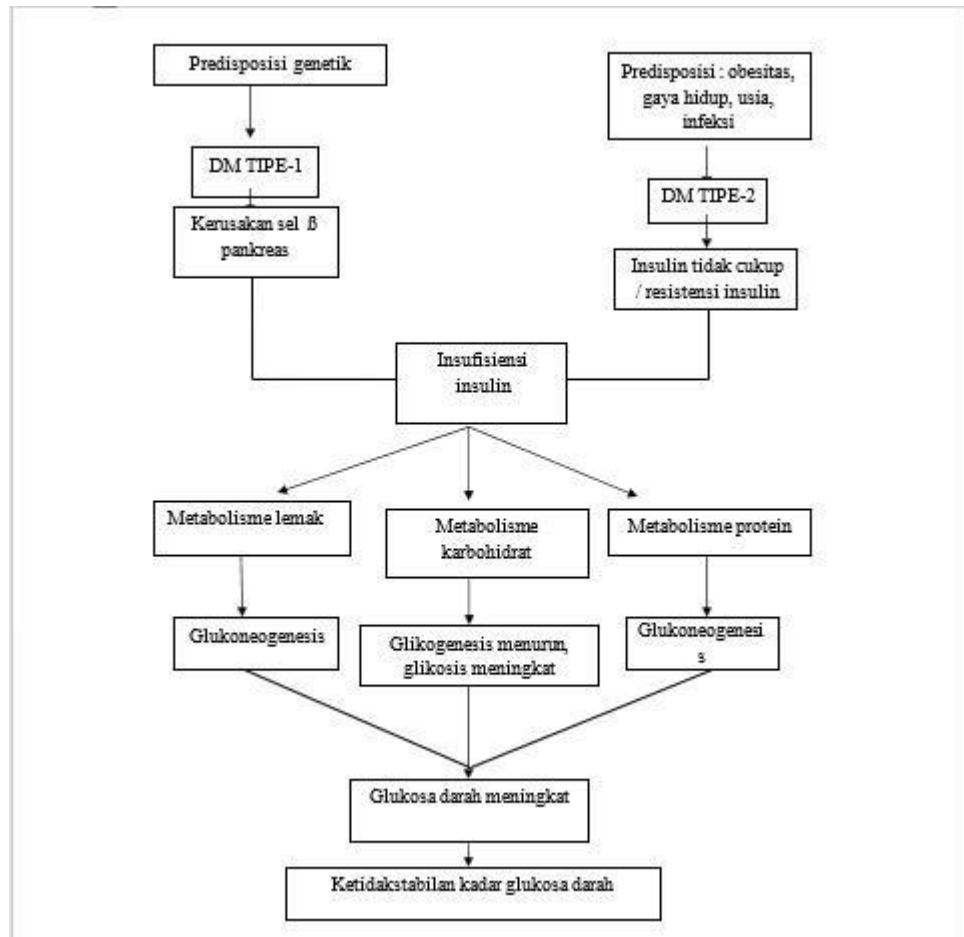 Predisposisi genetik
Predisposisi : obesitas,
gaya hidup, usia,
infeksi
DM TIPE-1
DM TIPE-2
Kerusakan sel ß
pankreas
Insulin tidak cukup
/ resistensi insulin
Insufisiensi
insulin
Metabolisme lemak
Metabolisme
karbohidrat
Metabolisme protein
Glukoneogenesis
Glikogenesis menurun,
glikosis meningkat
Glukoneogenesi
s
Glukosa darah meningkat
Ketidakstabilan kadar glukosa darah